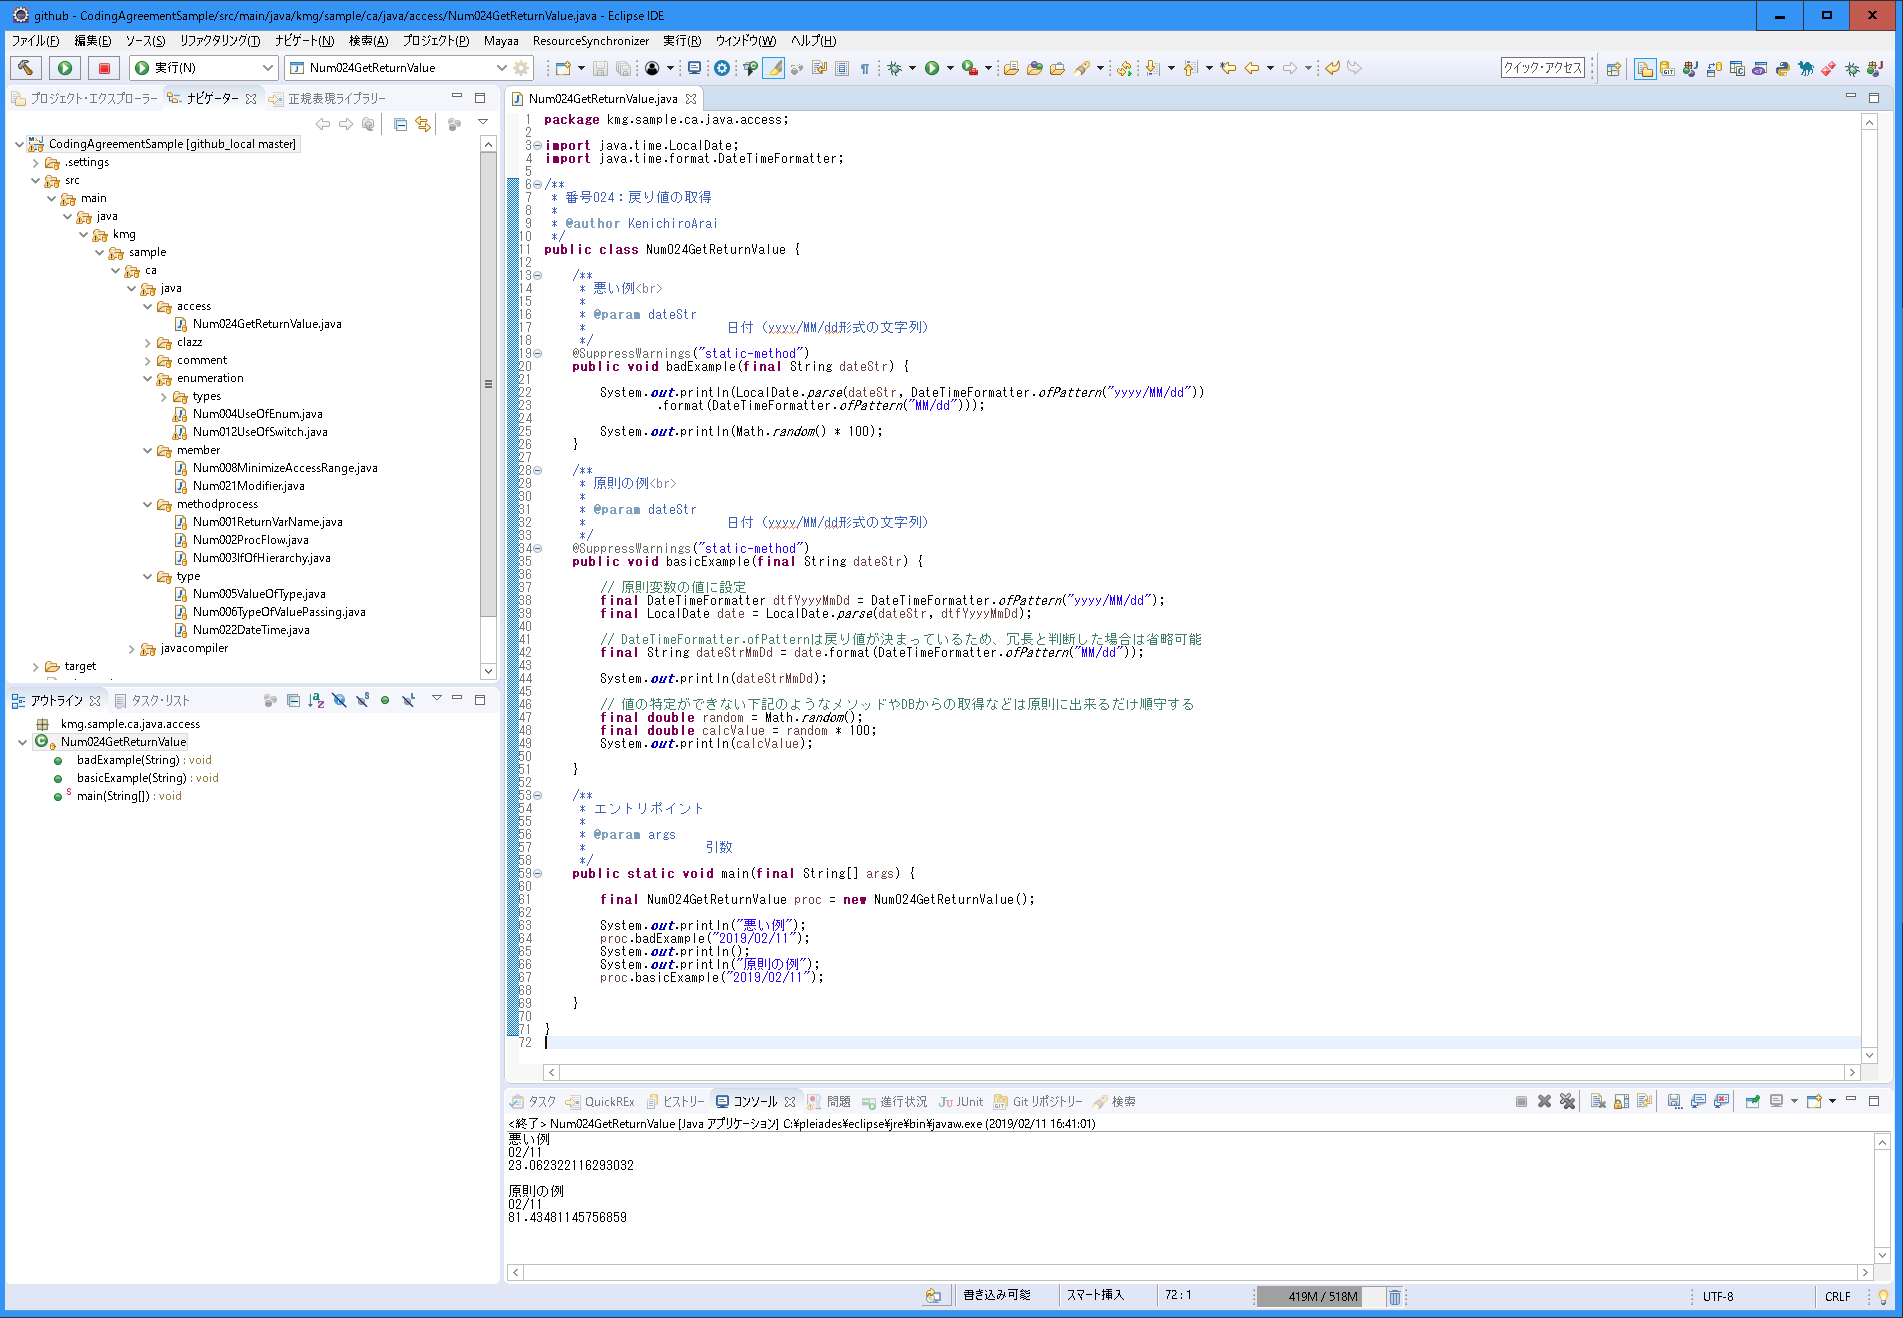 github - CodingAgreementSample/src/main/java/kmg/sample/ca/java/access/Num024GetReturnValue.java - Eclipse IDE
ファイル(F) 編集(E) ソース(S) リファクタリング(T) ナビゲート(N) 検索(A) プロジェクト(P) Mayaa ResourceSynchronizer 実行(R) ウィンドウ(W) ヘルプ(H)
実行(N) Num024GetReturnValue クイック・アクセス
プロジェクト・エクスプローラー ナビゲーター 正規表現ライブラリー
CodingAgreementSample [github_local master]
.settings
src
main
java
kmg
sample
ca
java
access
Num024GetReturnValue.java
clazz
comment
enumeration
types
Num004UseOfEnum.java
Num012UseOfSwitch.java
member
Num008MinimizeAccessRange.java
Num021Modifier.java
methodprocess
Num001ReturnVarName.java
Num002ProcFlow.java
Num003IfOfHierarchy.java
type
Num005ValueOfType.java
Num006TypeOfValuePassing.java
Num022DateTime.java
javacompiler
target
アウトライン タスク・リスト
kmg.sample.ca.java.access
Num024GetReturnValue
badExample(String) : void
basicExample(String) : void
main(String[]) : void
Num024GetReturnValue.java
1 package kmg.sample.ca.java.access;
2
3 import java.time.LocalDate;
4 import java.time.format.DateTimeFormatter;
5
6 /**
7 * 番号024：戻り値の取得
8 *
9 * @author KenichiroArai
10 */
11 public class Num024GetReturnValue {
12
13 /**
14 * 悪い例<br>
15 *
16 * @param dateStr
17 * 日付（yyyy/MM/dd形式の文字列）
18 */
19 @SuppressWarnings("static-method")
20 public void badExample(final String dateStr) {
21
22 System.out.println(LocalDate.parse(dateStr, DateTimeFormatter.ofPattern("yyyy/MM/dd"))
23 .format(DateTimeFormatter.ofPattern("MM/dd")));
24
25 System.out.println(Math.random() * 100);
26 }
27
28 /**
29 * 原則の例<br>
30 *
31 * @param dateStr
32 * 日付（yyyy/MM/dd形式の文字列）
33 */
34 @SuppressWarnings("static-method")
35 public void basicExample(final String dateStr) {
36
37 // 原則変数の値に設定
38 final DateTimeFormatter dtfYyyyMmDd = DateTimeFormatter.ofPattern("yyyy/MM/dd");
39 final LocalDate date = LocalDate.parse(dateStr, dtfYyyyMmDd);
40
41 // DateTimeFormatter.ofPatternは戻り値が決まっているため、冗長と判断した場合は省略可能
42 final String dateStrMmDd = date.format(DateTimeFormatter.ofPattern("MM/dd"));
43
44 System.out.println(dateStrMmDd);
45
46 // 値の特定ができない下記のようなメソッドやDBからの取得などは原則に出来るだけ順守する
47 final double random = Math.random();
48 final double calcValue = random * 100;
49 System.out.println(calcValue);
50
51 }
52
53 /**
54 * エントリポイント
55 *
56 * @param args
57 * 引数
58 */
59 public static void main(final String[] args) {
60
61 final Num024GetReturnValue proc = new Num024GetReturnValue();
62
63 System.out.println("悪い例");
64 proc.badExample("2019/02/11");
65 System.out.println();
66 System.out.println("原則の例");
67 proc.basicExample("2019/02/11");
68
69 }
70
71 }
72
タスク QuickREx ヒストリー コンソール 問題 進行状況 JUnit Git リポジトリー 検索
<終了> Num024GetReturnValue [Java アプリケーション] C:¥pleiades¥eclipse¥jre¥bin¥javaw.exe (2019/02/11 16:41:01)
悪い例
02/11
23.062322116293032
原則の例
02/11
81.43481145756859
書き込み可能 スマート挿入 72 : 1 419M / 518M UTF-8 CRLF